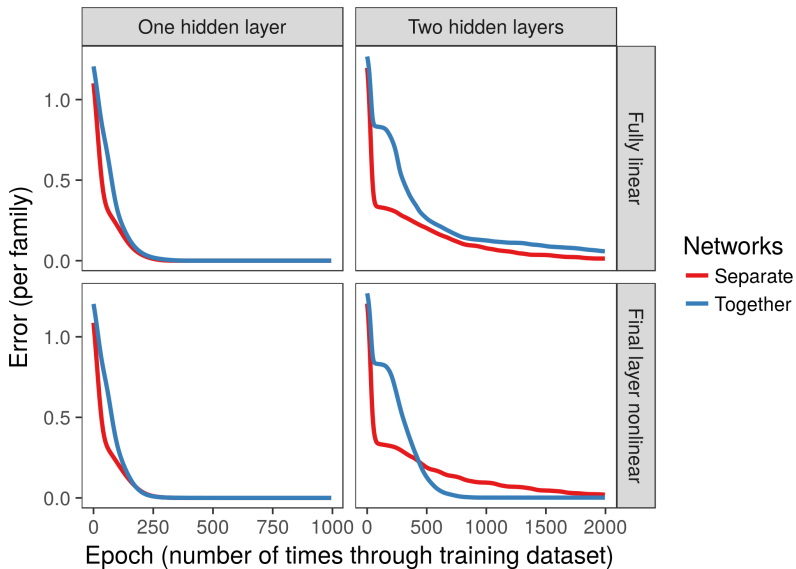 One hidden layer
Two hidden layers
1.0
0.5
0.0
Fully linear
1.0
0.5
0.0
Final layer nonlinear
0
250
500
750
1000
0
500
1000
1500
2000
Error (per family)
Epoch (number of times through training dataset)
Networks
Separate
Together